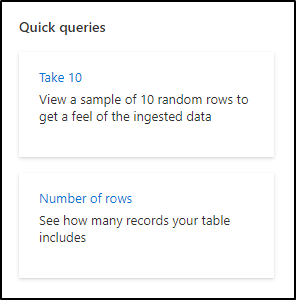 Quick queries
Take 10
View a sample of 10 random rows to
get a feel of the ingested data
Number of rows
See how many records your table
includes